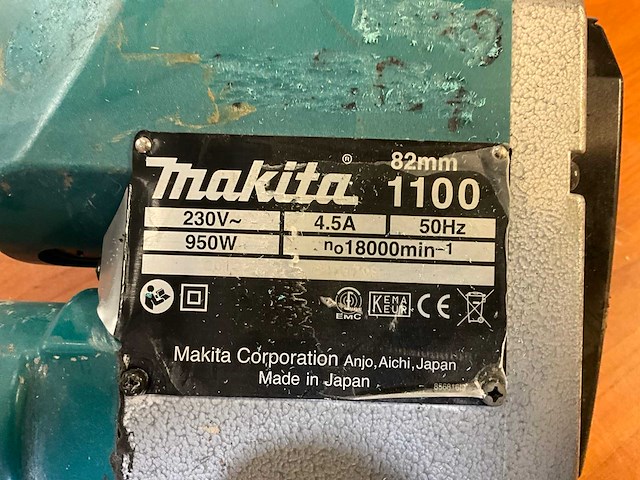 makita ® 82mm
1100
230V~ 4.5A 50Hz
950W no18000min-1
EMC
KEMA
KEUR
CE
Makita Corporation Anjo, Aichi, Japan
Made in Japan